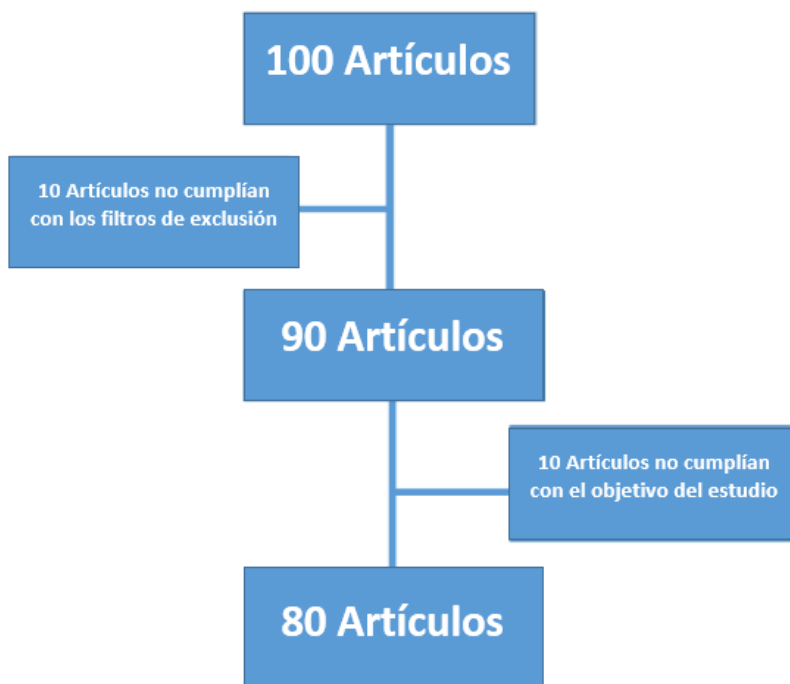 100 Artículos
10 Artículos no cumplían
con los filtros de exclusión
90 Artículos
10 Artículos no cumplían
con el objetivo del estudio
80 Artículos